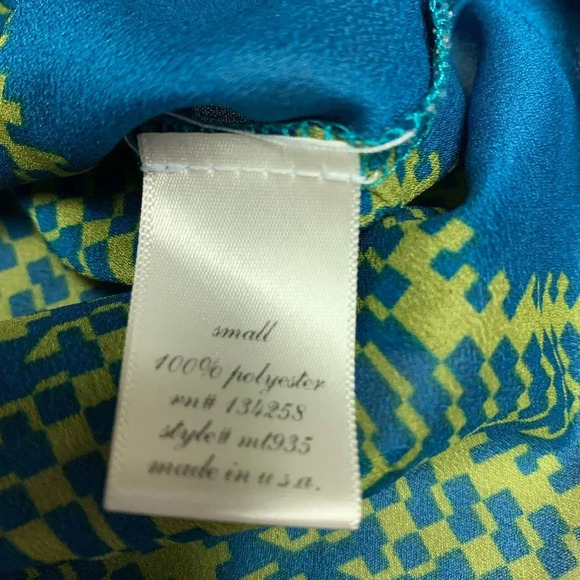 small
100% polyester
rn# 134258
style# mt935
made in u.s.a.